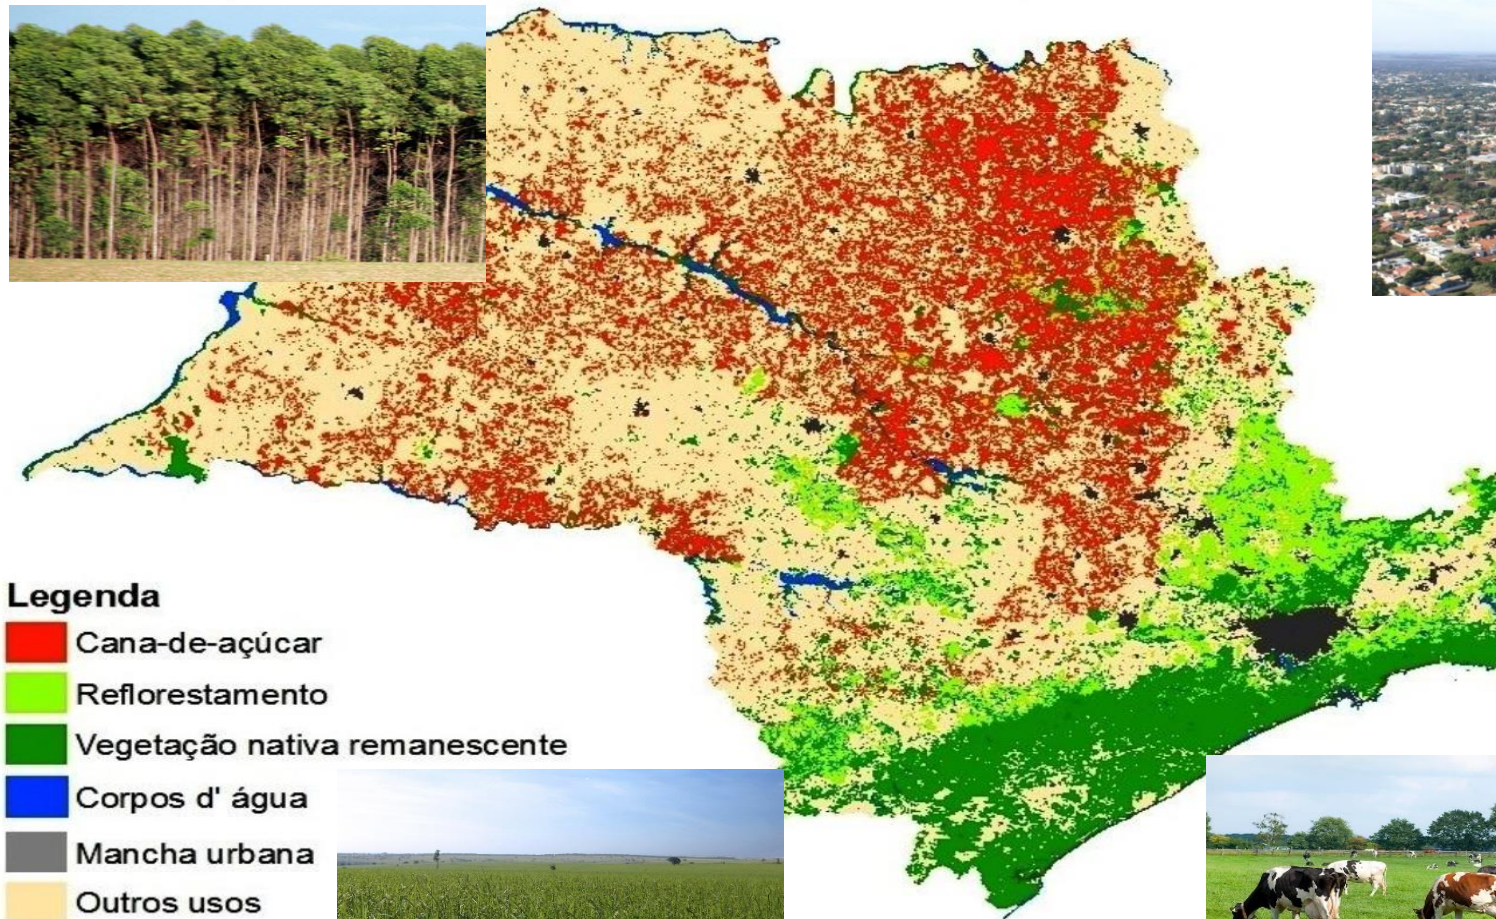 Legenda
Cana-de-açúcar
Reflorestamento
Vegetação nativa remanescente
Corpos d' água
Mancha urbana
Outros usos